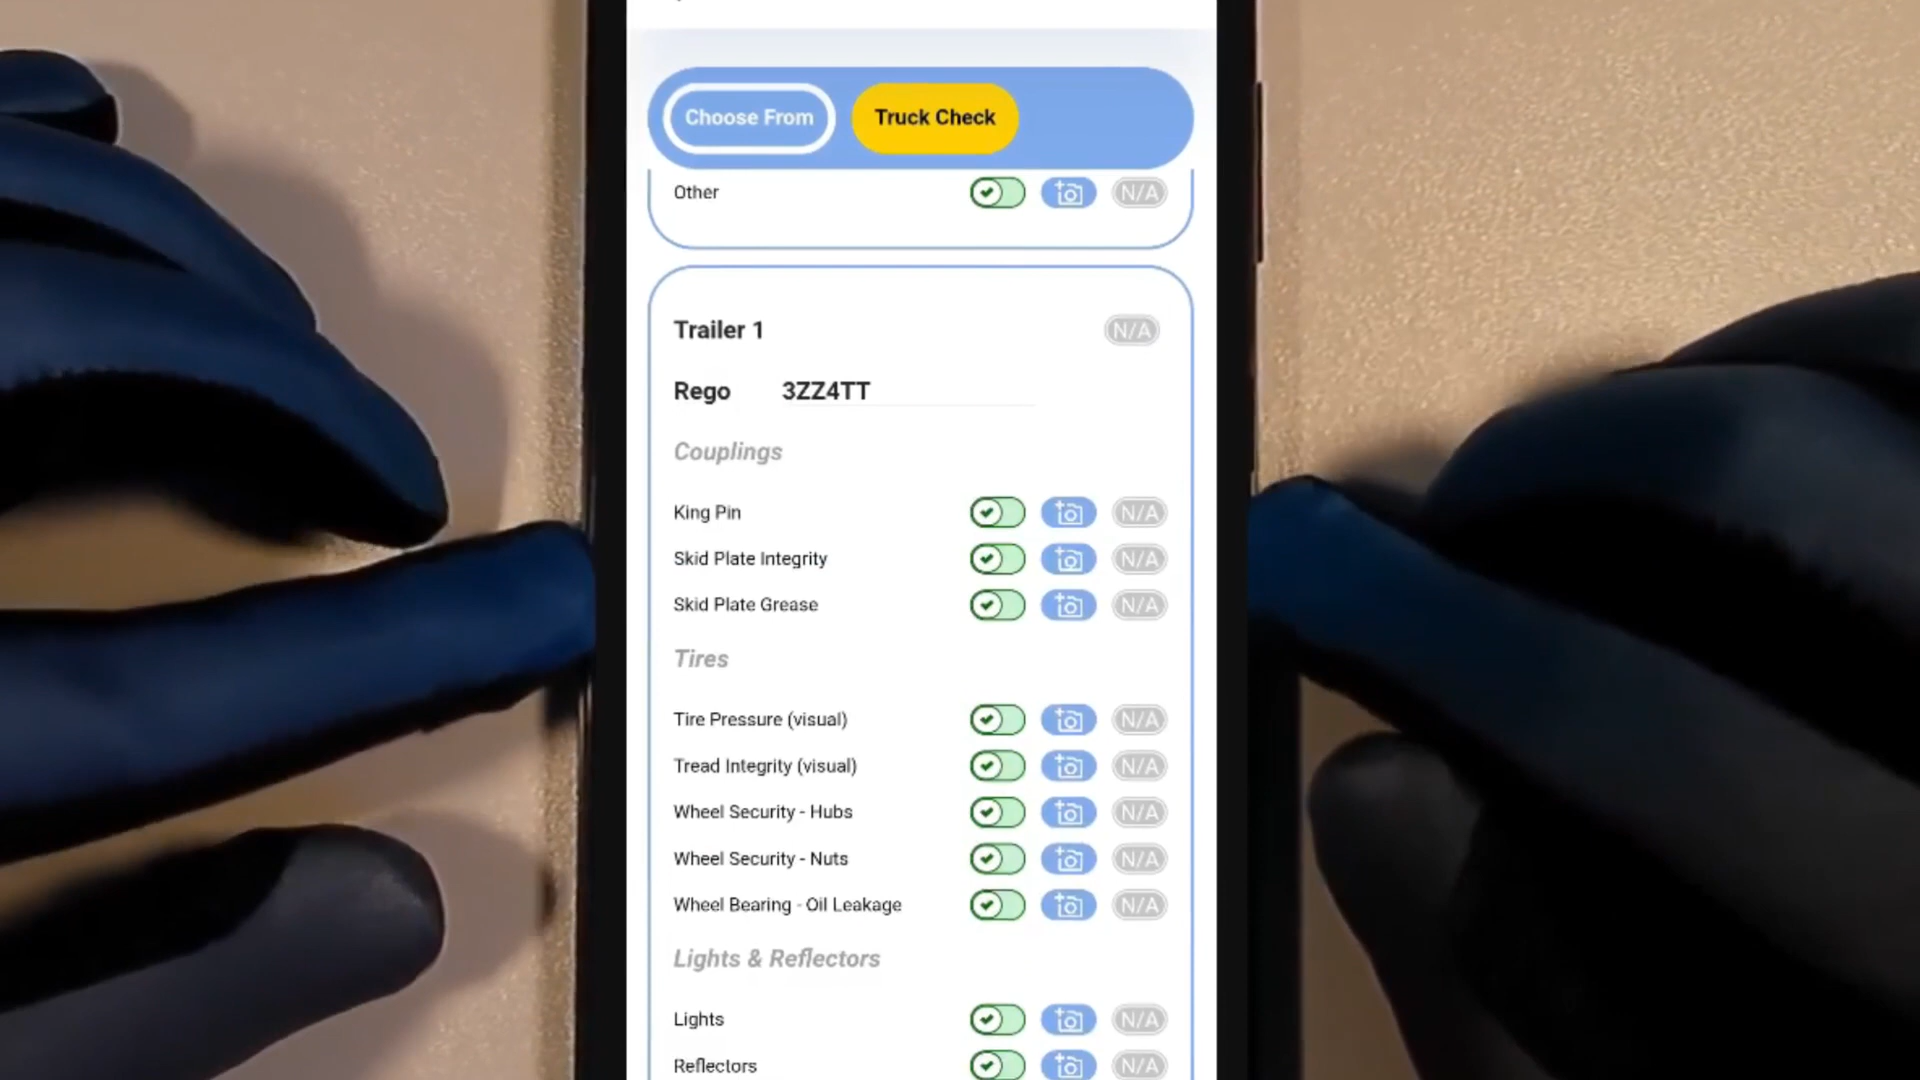 Choose From Truck Check
Other N/A
Trailer 1 N/A
Rego 3ZZ4TT
Couplings
King Pin N/A
Skid Plate Integrity N/A
Skid Plate Grease N/A
Tires
Tire Pressure (visual) N/A
Tread Integrity (visual) N/A
Wheel Security - Hubs N/A
Wheel Security - Nuts N/A
Wheel Bearing - Oil Leakage N/A
Lights & Reflectors
Lights N/A
Reflectors N/A